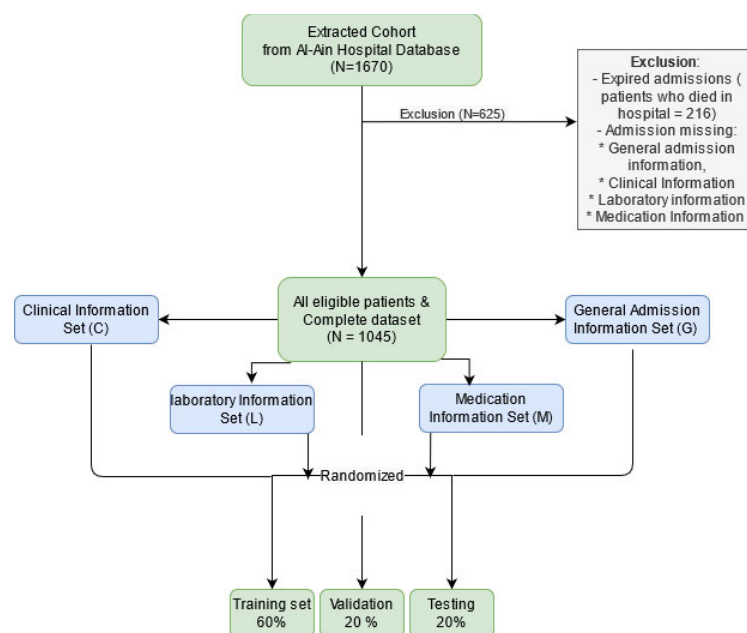 Extracted Cohort
from Al-Ain Hospital Database
(N=1670)
Exclusion (N=625)
Exclusion:
- Expired admissions (
patients who died in
hospital = 216)
- Admission missing:
* General admission
information,
* Clinical Information
* Laboratory information
* Medication Information
Clinical Information
Set (C)
All eligible patients &
Complete dataset
(N = 1045)
General Admission
Information Set (G)
laboratory Information
Set (L)
Medication
Information Set (M)
Randomized
Training set
60%
Validation
20 %
Testing
20%